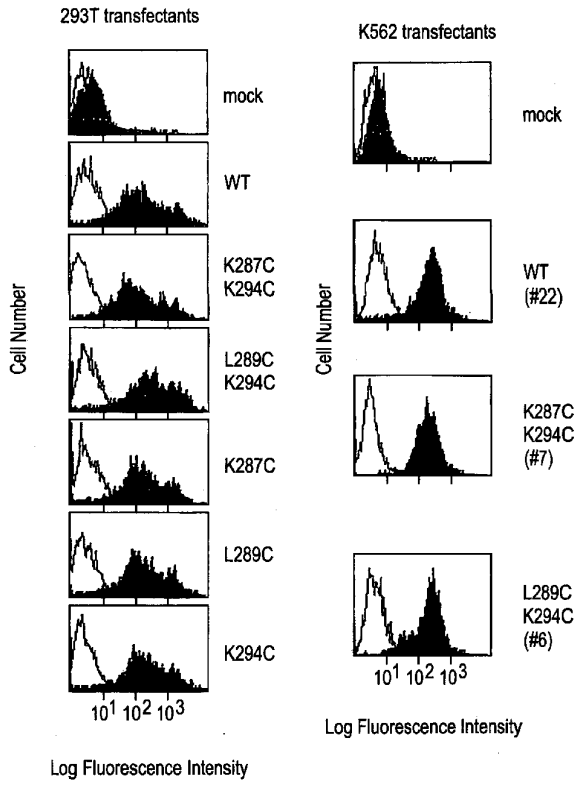 293T transfectants
mock
WT
K287C
K294C
L289C
K294C
K287C
L289C
K294C
Cell Number
10¹ 10² 10³
Log Fluorescence Intensity
K562 transfectants
mock
WT
(#22)
K287C
K294C
(#7)
L289C
K294C
(#6)
Cell Number
10¹ 10² 10³
Log Fluorescence Intensity